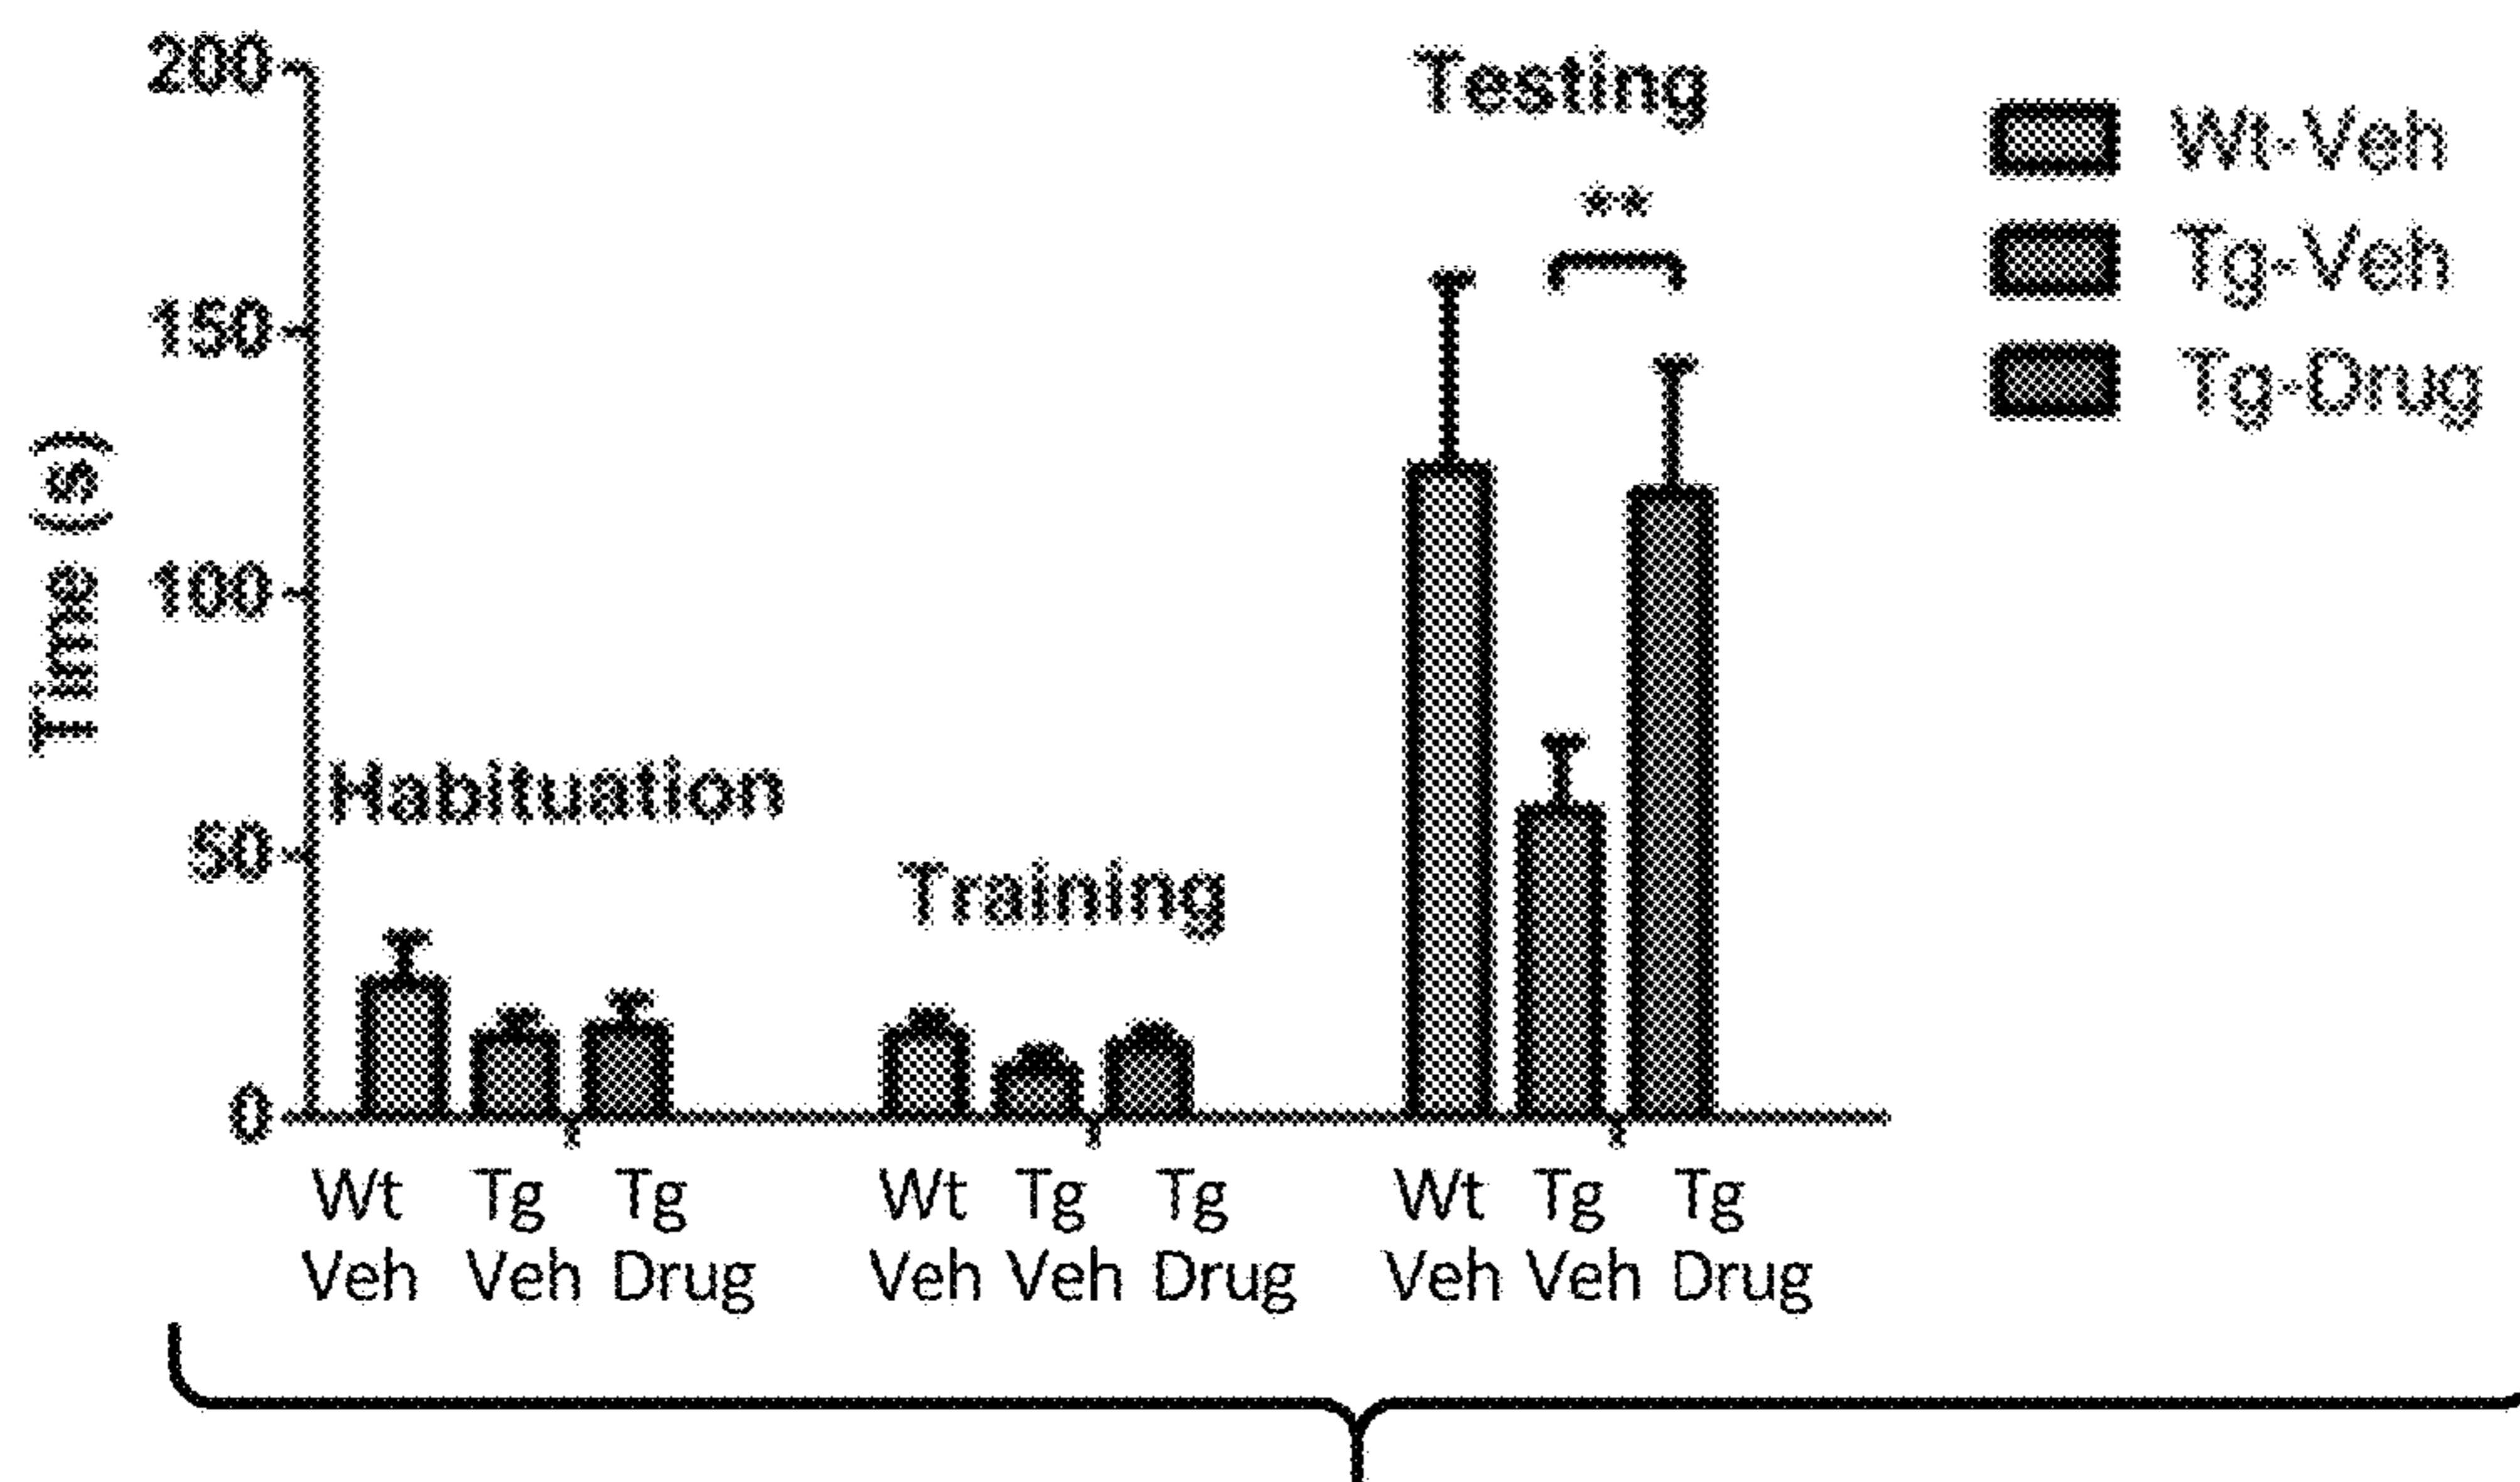 200
150
100
50
0
Time (s)
Habituation
Training
Testing
**
Wt-Veh
Tg-Veh
Tg-Drug
Wt Tg Tg Wt Tg Tg Wt Tg Tg
Veh Veh Drug Veh Veh Drug Veh Veh Drug